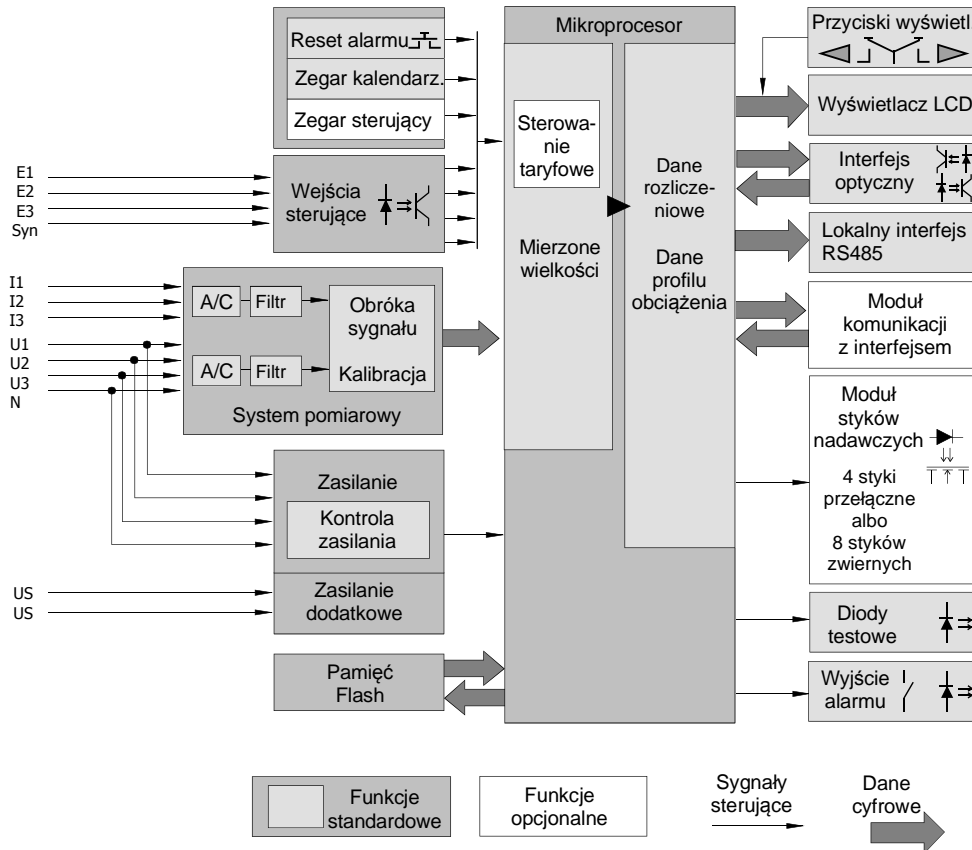 Reset alarmu
Zegar kalendarz.
Zegar sterujący
E1
E2
E3
Syn
Wejścia
sterujące
I1
I2
I3
U1
U2
U3
N
A/C
Filtr
A/C
Filtr
Obróka
sygnału
Kalibracja
System pomiarowy
Zasilanie
Kontrola
zasilania
US
US
Zasilanie
dodatkowe
Pamięć
Flash
Mikroprocesor
Sterowa-
nie
taryfowe
Mierzone
wielkości
Dane
rozlicze-
niowe
Dane
profilu
obciążenia
Przyciski wyświetl
Wyświetlacz LCD
Interfejs
optyczny
Lokalny interfejs
RS485
Moduł
komunikacji
z interfejsem
Moduł
styków
nadawczych
4 styki
przełączne
albo
8 styków
zwiernych
Diody
testowe
Wyjście
alarmu
Funkcje
standardowe
Funkcje
opcjonalne
Sygnały
sterujące
Dane
cyfrowe